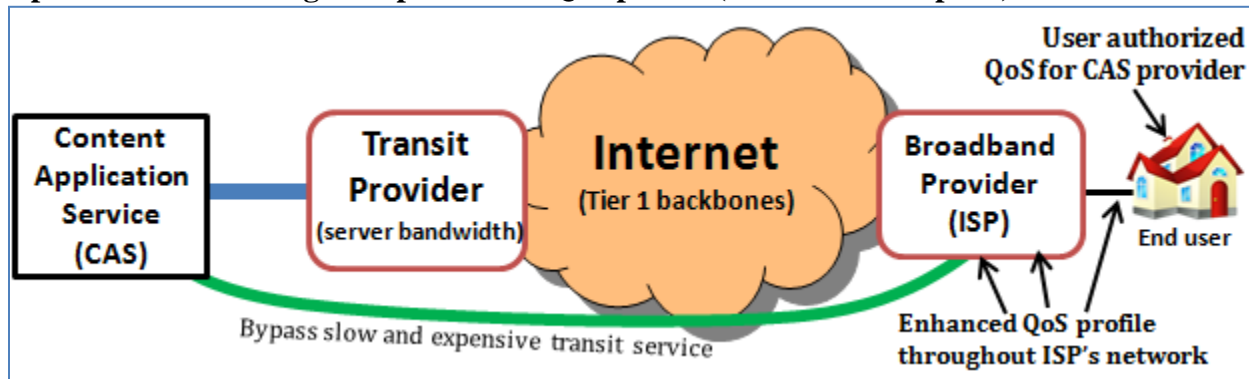 User authorized
QoS for CAS provider
Content
Application
Service
(CAS)
Transit
Provider
(server bandwidth)
Internet
(Tier 1 backbones)
Broadband
Provider
(ISP)
End user
Bypass slow and expensive transit service
Enhanced QoS profile
throughout ISP's network